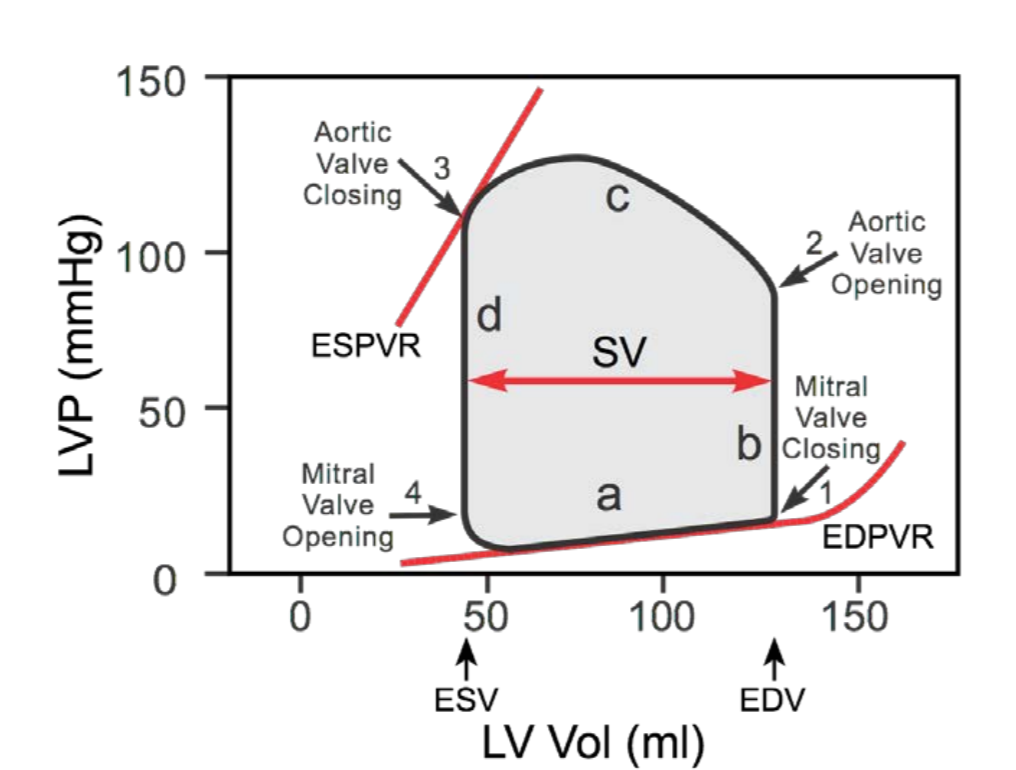 150
Aortic
Valve
Closing
3
c
Aortic
Valve
Opening
2
100
d
ESPVR
SV
LVP (mmHg)
Mitral
Valve
Closing
1
50
b
a
Mitral
Valve
Opening
4
EDPVR
0
0 50 100 150
ESV EDV
LV Vol (ml)